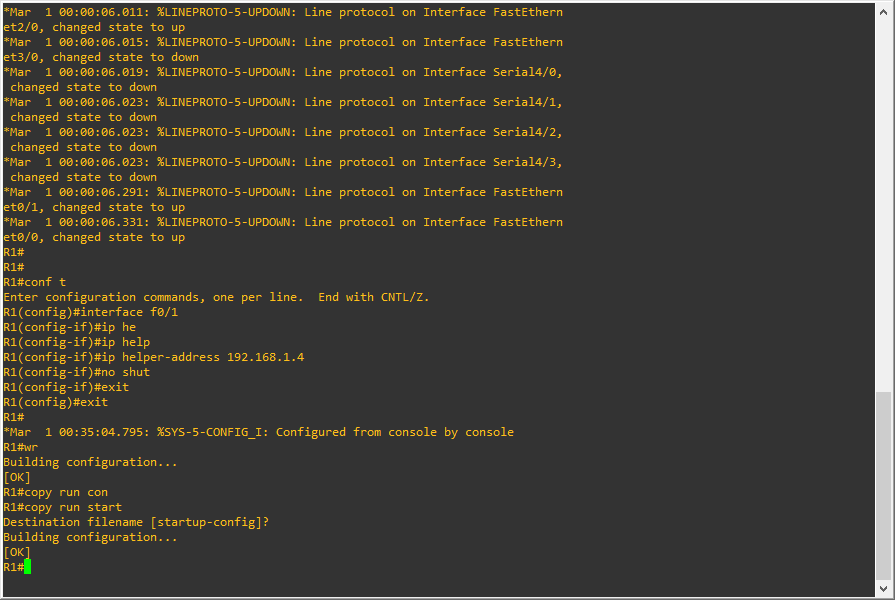 *Mar  1 00:00:06.011: %LINEPROTO-5-UPDOWN: Line protocol on Interface FastEthern
et2/0, changed state to up
*Mar  1 00:00:06.015: %LINEPROTO-5-UPDOWN: Line protocol on Interface FastEthern
et3/0, changed state to down
*Mar  1 00:00:06.019: %LINEPROTO-5-UPDOWN: Line protocol on Interface Serial4/0,
 changed state to down
*Mar  1 00:00:06.023: %LINEPROTO-5-UPDOWN: Line protocol on Interface Serial4/1,
 changed state to down
*Mar  1 00:00:06.023: %LINEPROTO-5-UPDOWN: Line protocol on Interface Serial4/2,
 changed state to down
*Mar  1 00:00:06.023: %LINEPROTO-5-UPDOWN: Line protocol on Interface Serial4/3,
 changed state to down
*Mar  1 00:00:06.291: %LINEPROTO-5-UPDOWN: Line protocol on Interface FastEthern
et0/1, changed state to up
*Mar  1 00:00:06.331: %LINEPROTO-5-UPDOWN: Line protocol on Interface FastEthern
et0/0, changed state to up
R1#
R1#
R1#conf t
Enter configuration commands, one per line.  End with CNTL/Z.
R1(config)#interface f0/1
R1(config-if)#ip he
R1(config-if)#ip help
R1(config-if)#ip helper-address 192.168.1.4
R1(config-if)#no shut
R1(config-if)#exit
R1(config)#exit
R1#
*Mar  1 00:35:04.795: %SYS-5-CONFIG_I: Configured from console by console
R1#wr
Building configuration...
[OK]
R1#copy run con
R1#copy run start
Destination filename [startup-config]?
Building configuration...
[OK]
R1#